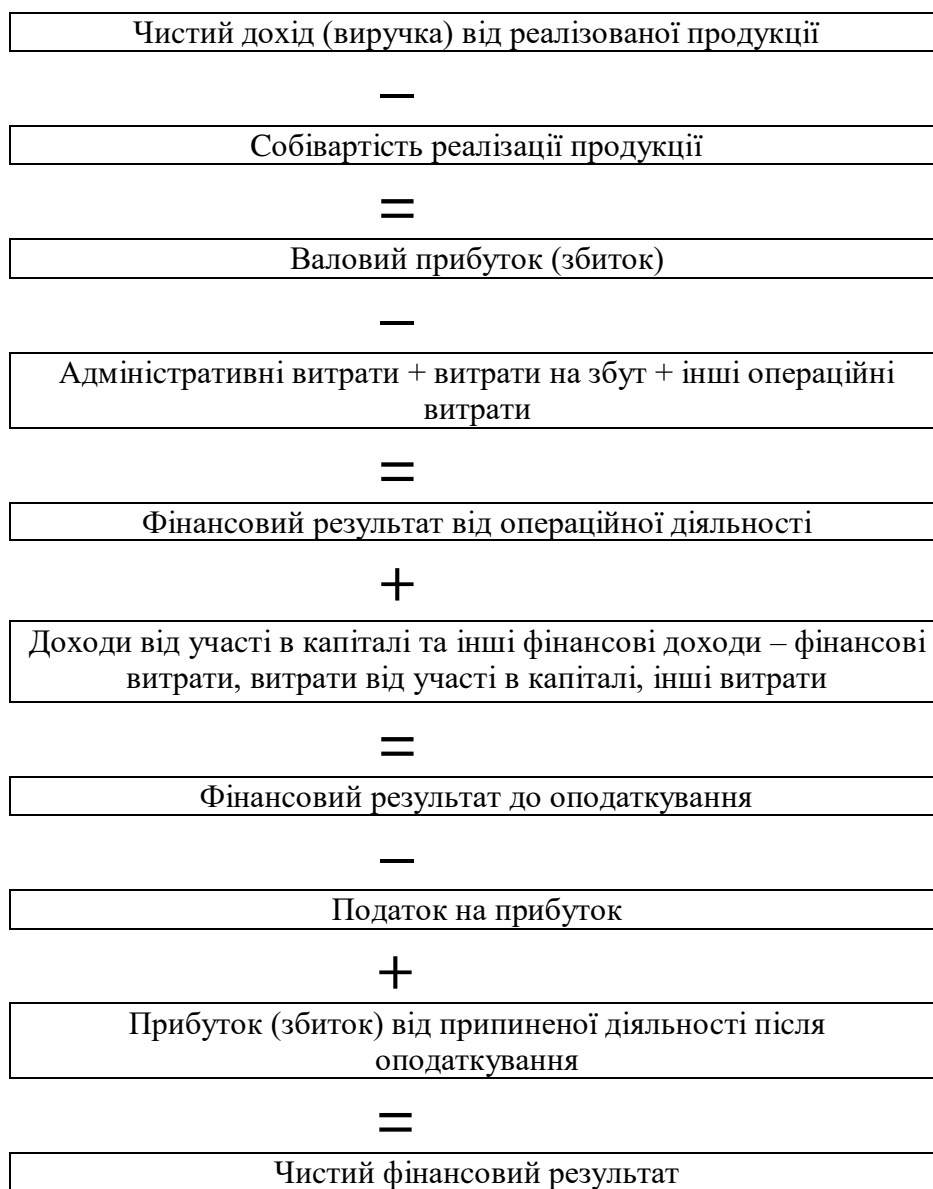 Чистий дохід (виручка) від реалізованої продукції
–
Собівартість реалізації продукції
=
Валовий прибуток (збиток)
–
Адміністративні витрати + витрати на збут + інші операційні
витрати
=
Фінансовий результат від операційної діяльності
+
Доходи від участі в капіталі та інші фінансові доходи – фінансові
витрати, витрати від участі в капіталі, інші витрати
=
Фінансовий результат до оподаткування
–
Податок на прибуток
+
Прибуток (збиток) від припиненої діяльності після
оподаткування
=
Чистий фінансовий результат